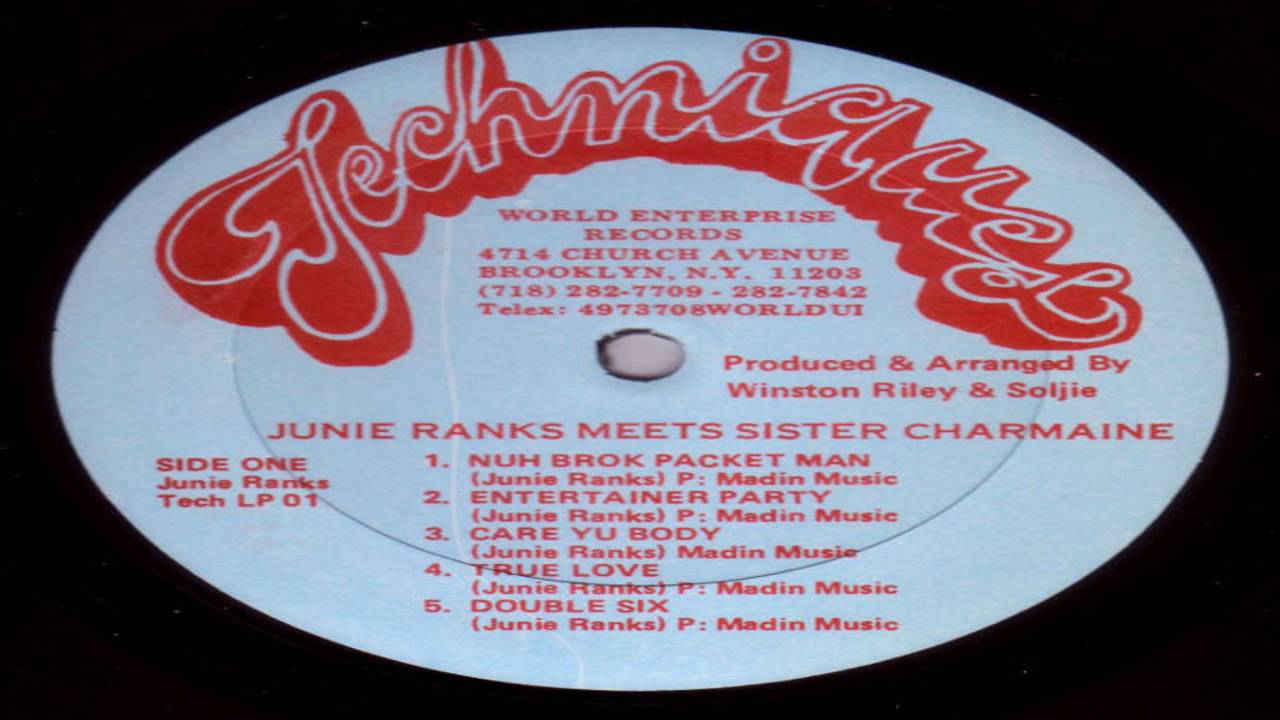 Techniques
WORLD ENTERPRISE
RECORDS
4714 CHURCH AVENUE
BROOKLYN, N.Y. 11203
(718) 282-7709 - 282-7842
Telex: 4973708WORLDUI
Produced & Arranged By
Winston Riley & Soljie
JUNIE RANKS MEETS SISTER CHARMAINE
SIDE ONE
Junie Ranks
Tech LP 01
1. NUH BROK PACKET MAN
(Junie Ranks) P: Madin Music
2. ENTERTAINER PARTY
(Junie Ranks) P: Madin Music
3. CARE YU BODY
(Junie Ranks) Madin Music
4. TRUE LOVE
(Junie Ranks) P: Madin Music
5. DOUBLE SIX
(Junie Ranks) P: Madin Music